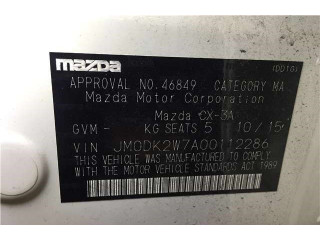 mazda (DD10)
APPROVAL NO.46849 CATEGORY MA
Mazda Motor Corporation
Mazda CX-3A
GVM - KG SEATS 5 10/15
VIN JM0DK2W7A00112286
THIS VEHICLE WAS MANUFACTURED TO COMPLY
WITH THE MOTOR VEHICLE STANDARDS ACT 1989